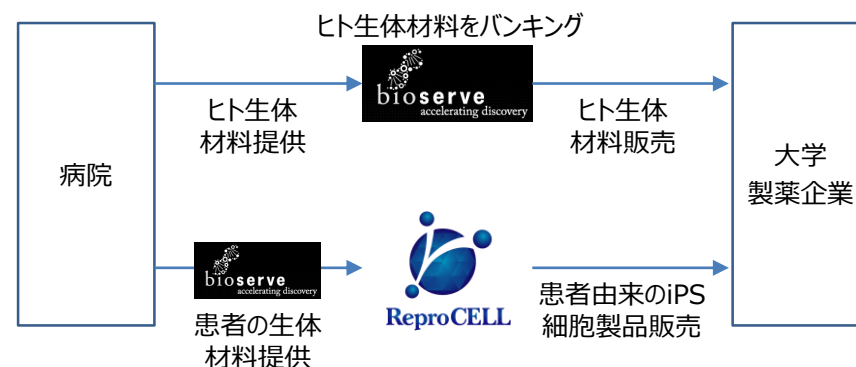 ヒト生体材料をバンキング
bioserve
accelerating discovery
ヒト生体
材料提供
ヒト生体
材料販売
病院
大学
製薬企業
bioserve
accelerating discovery
患者の生体
材料提供
ReproCELL
患者由来のiPS
細胞製品販売